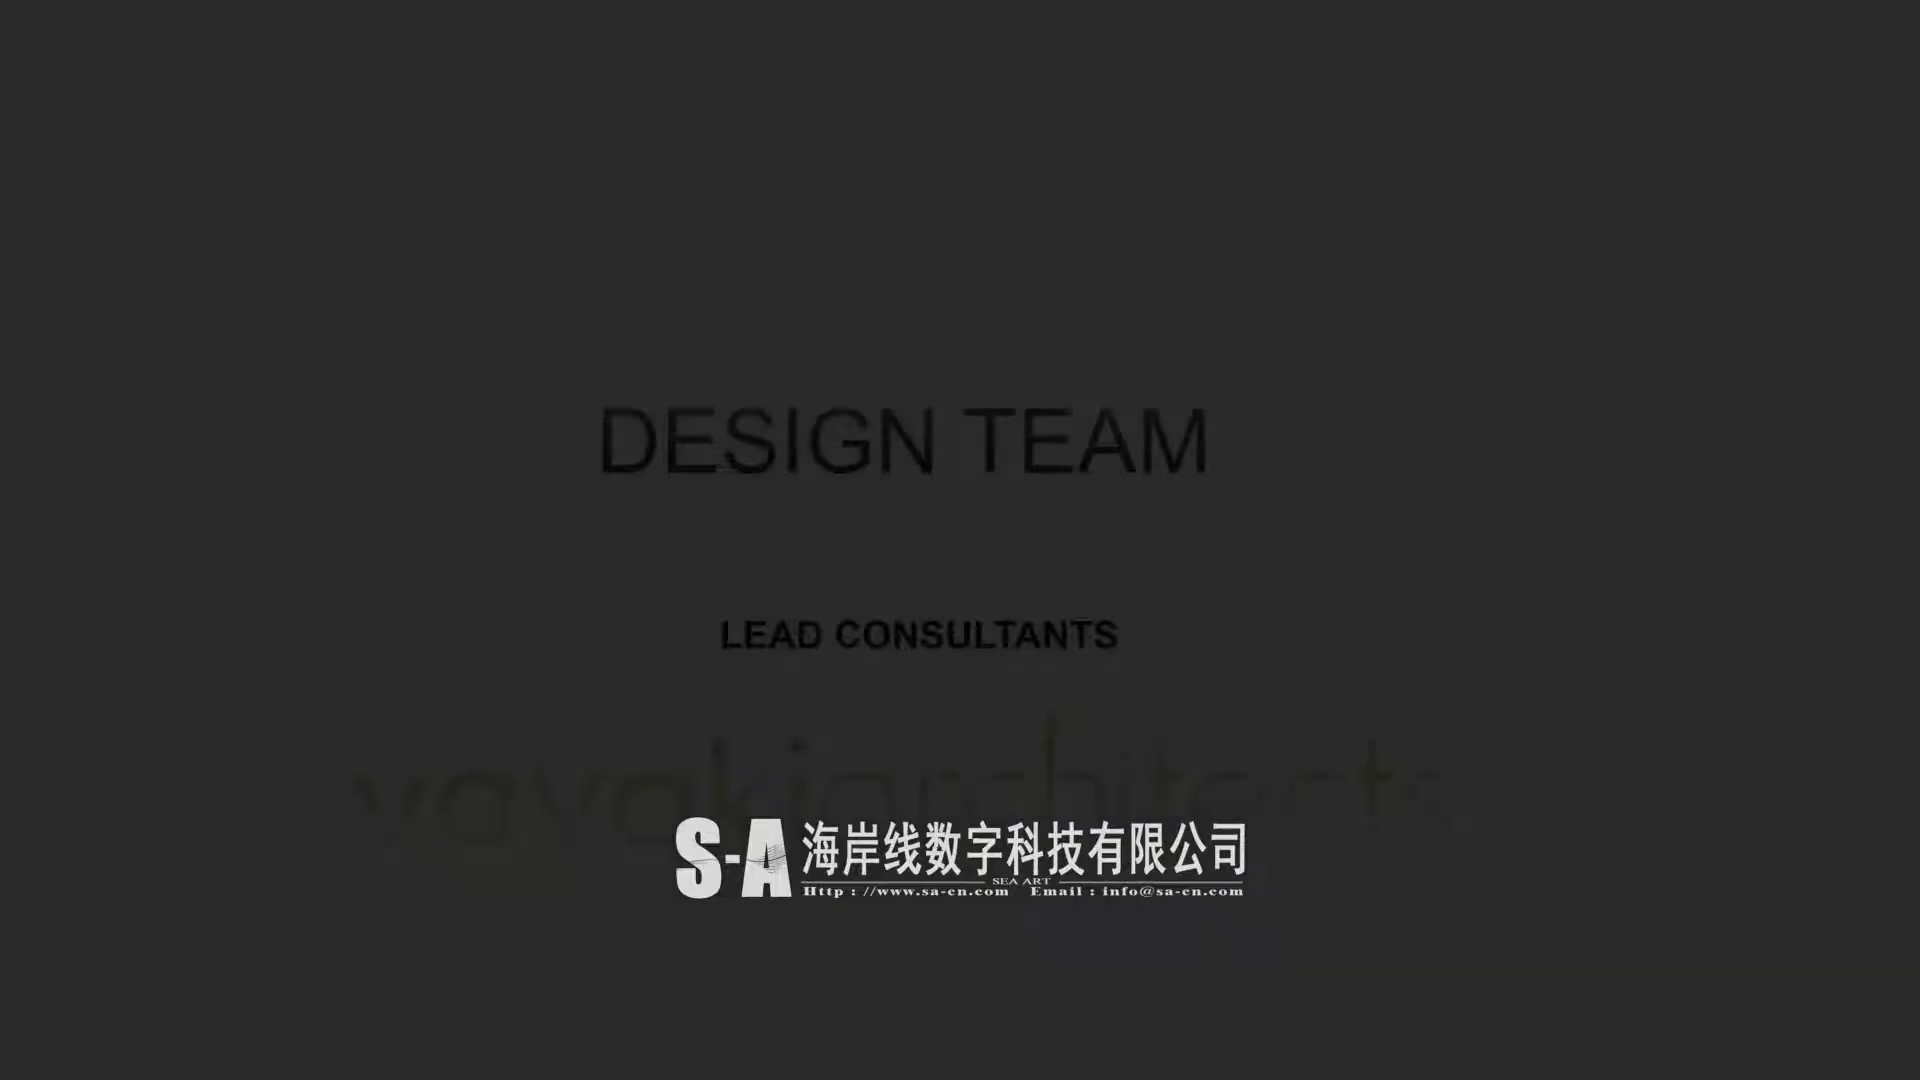 DESIGN TEAM
LEAD CONSULTANTS
vavakiarchitects
S-A 海岸线数字科技有限公司
SEA ART
Http : //www.sa-cn.com Email : info@sa-cn.com